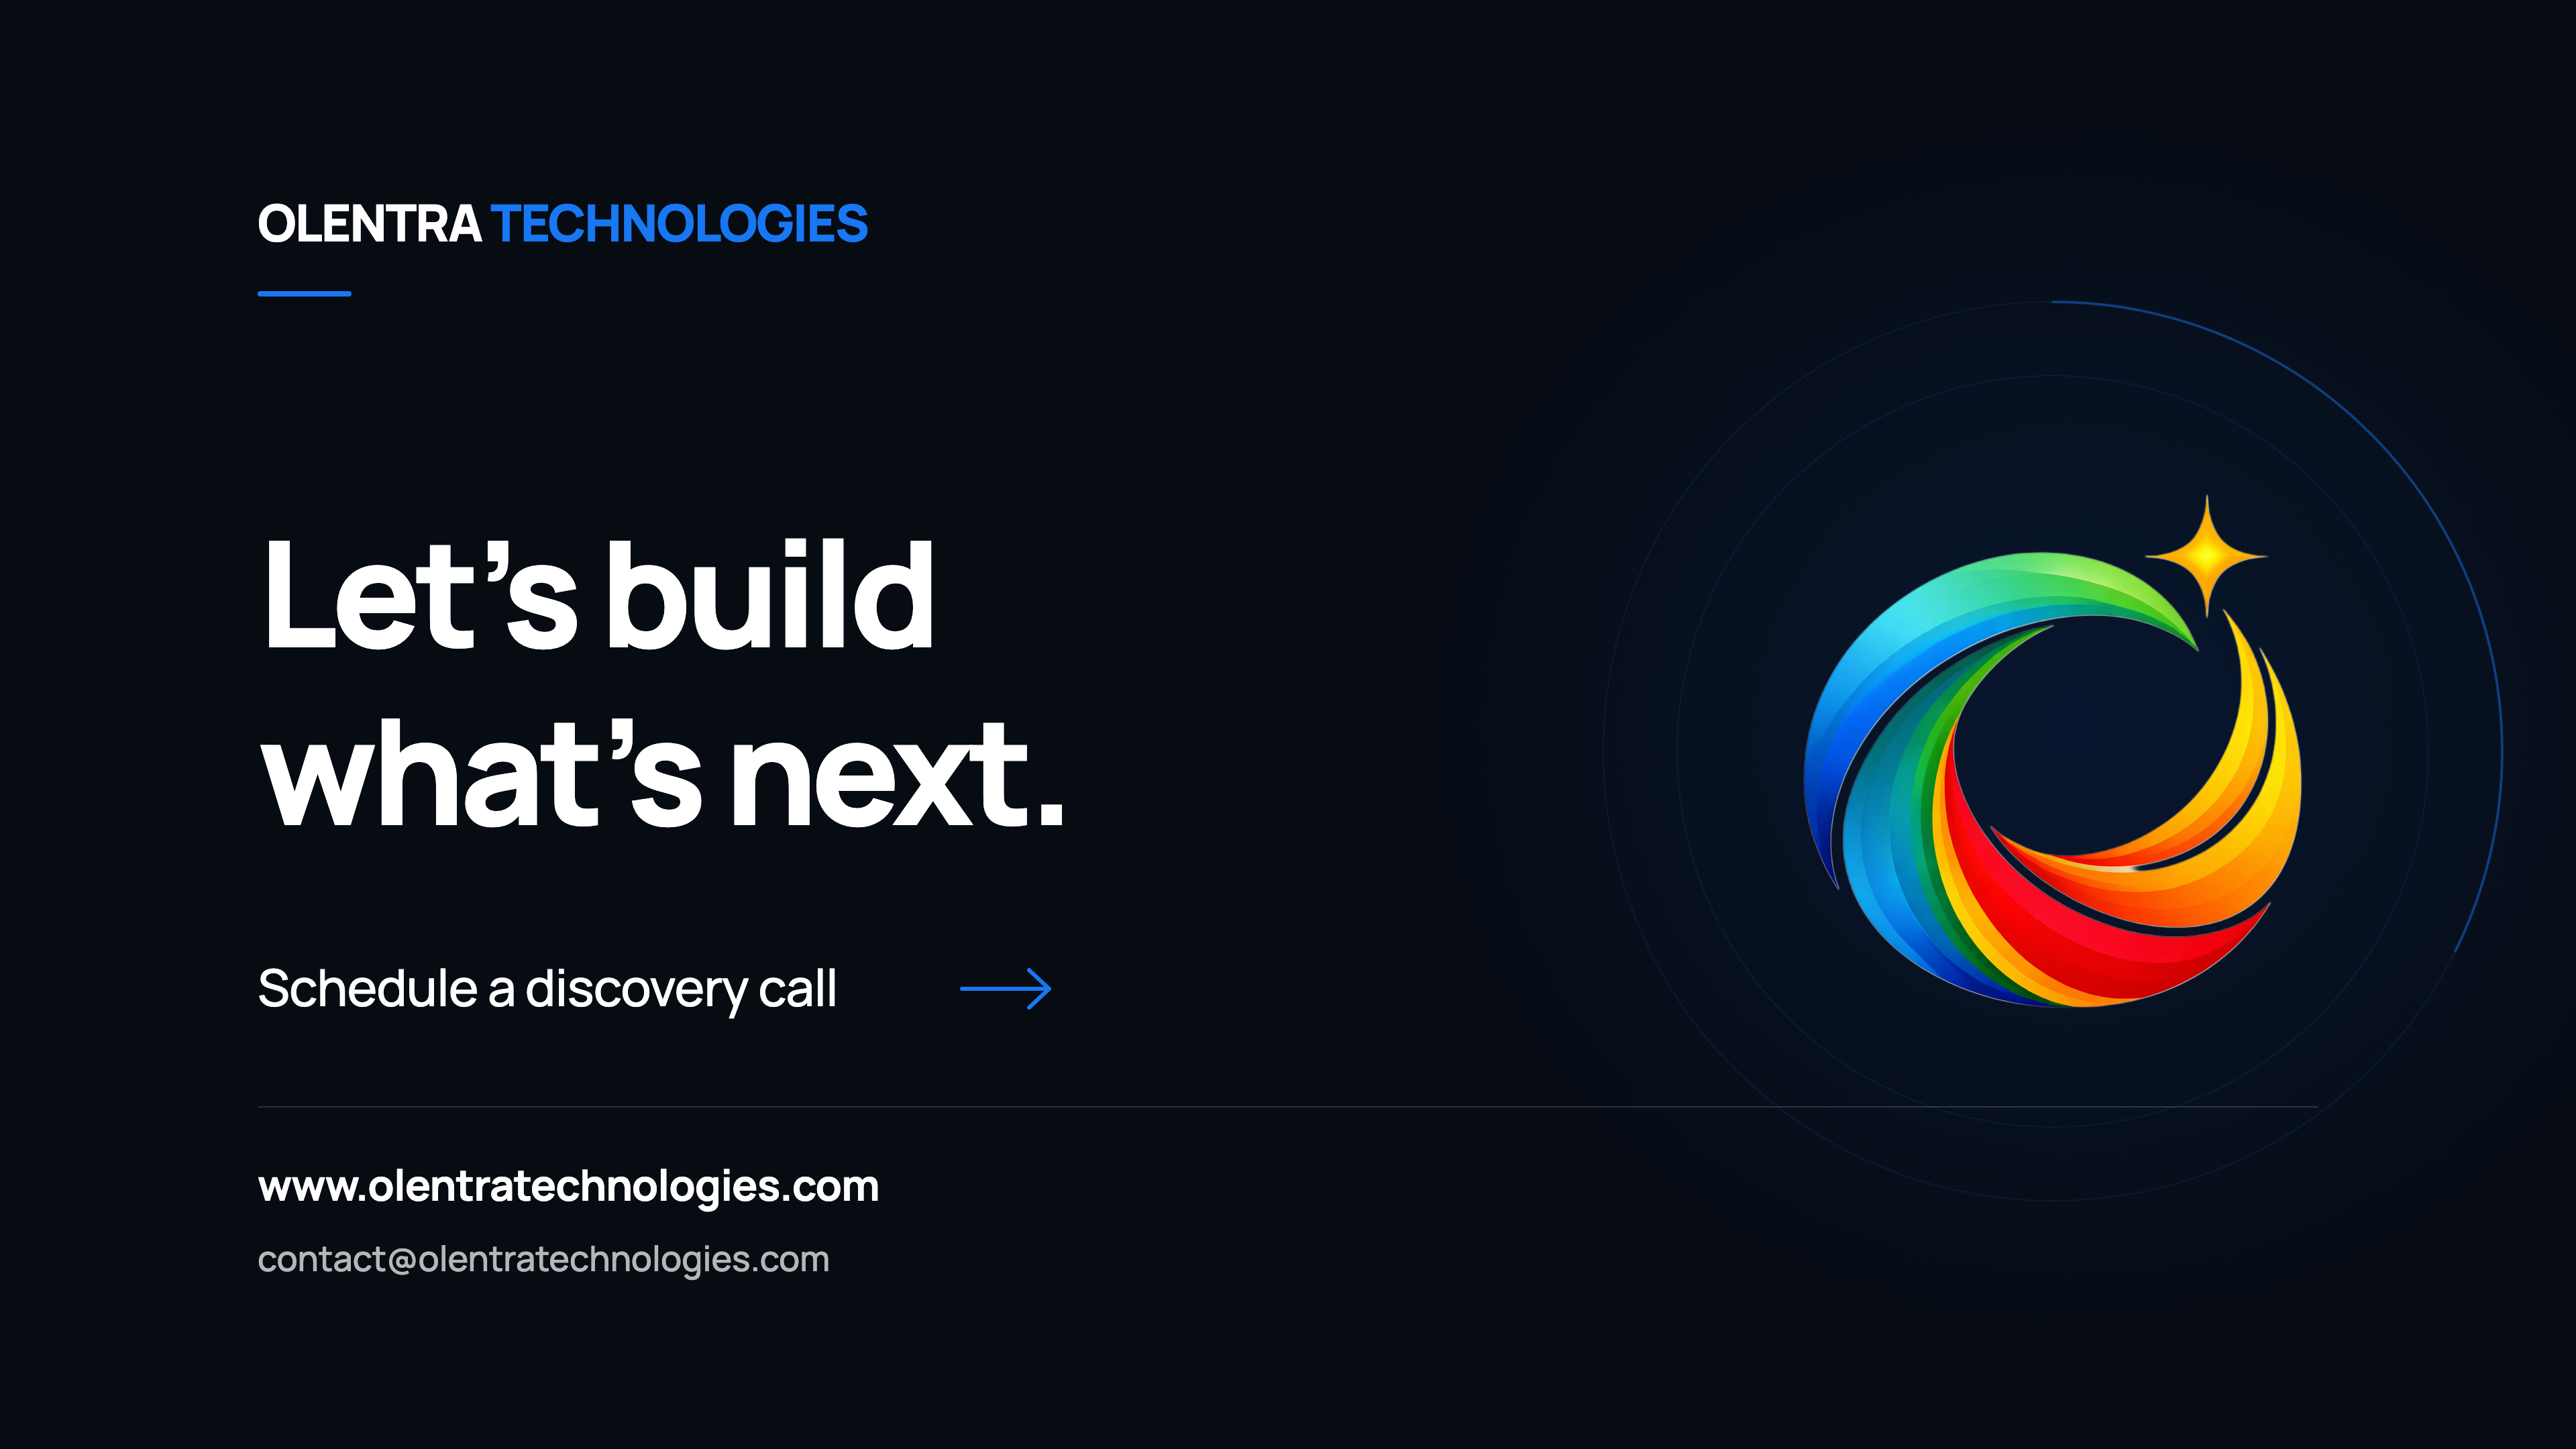 OLENTRA TECHNOLOGIES
Let’s build
what’s next.
Schedule a discovery call
www.olentratechnologies.com
contact@olentratechnologies.com